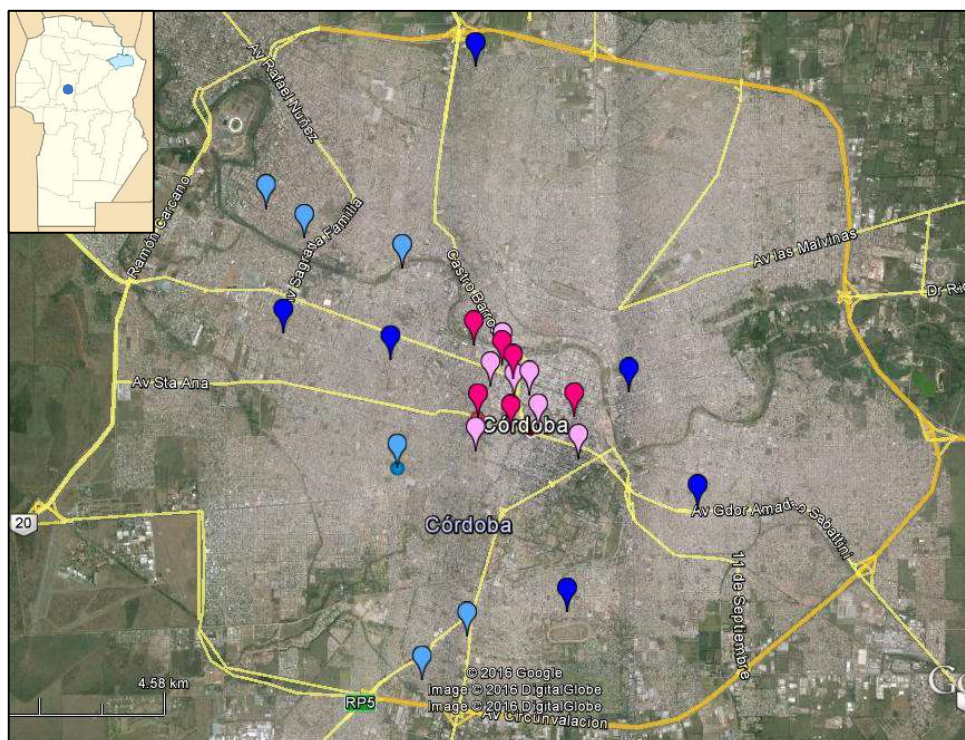 Av Rafael Nuñez
Ramón Carcano
Av Sagrada Familia
Castro Barros
Av las Malvinas
Av Sta Ana
Córdoba
20
Córdoba
Av Gdor Amadeo Sabattini
11 de Septiembre
4.58 km
© 2016 Google
Image © 2016 DigitalGlobe
Image © 2016 DigitalGlobe
RP5
Av Circunvalacion